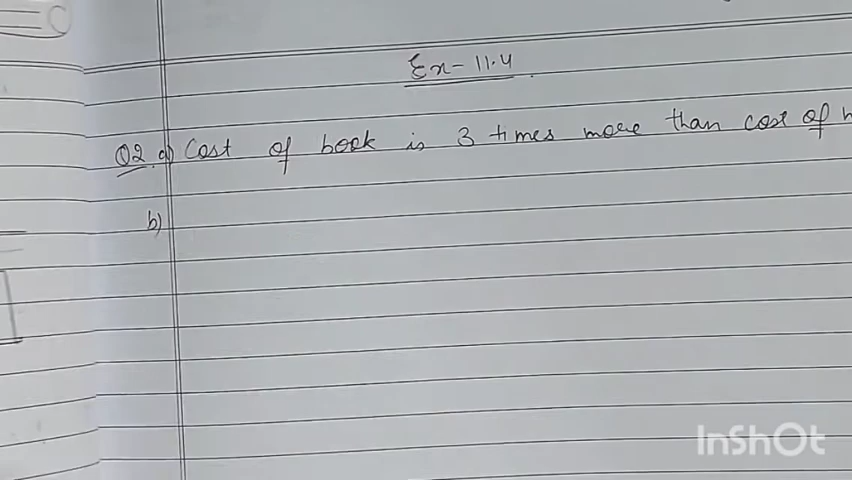 Ex - 11.4
Q2 a) Cost of book is 3 times more than cost of
b)
InShOt